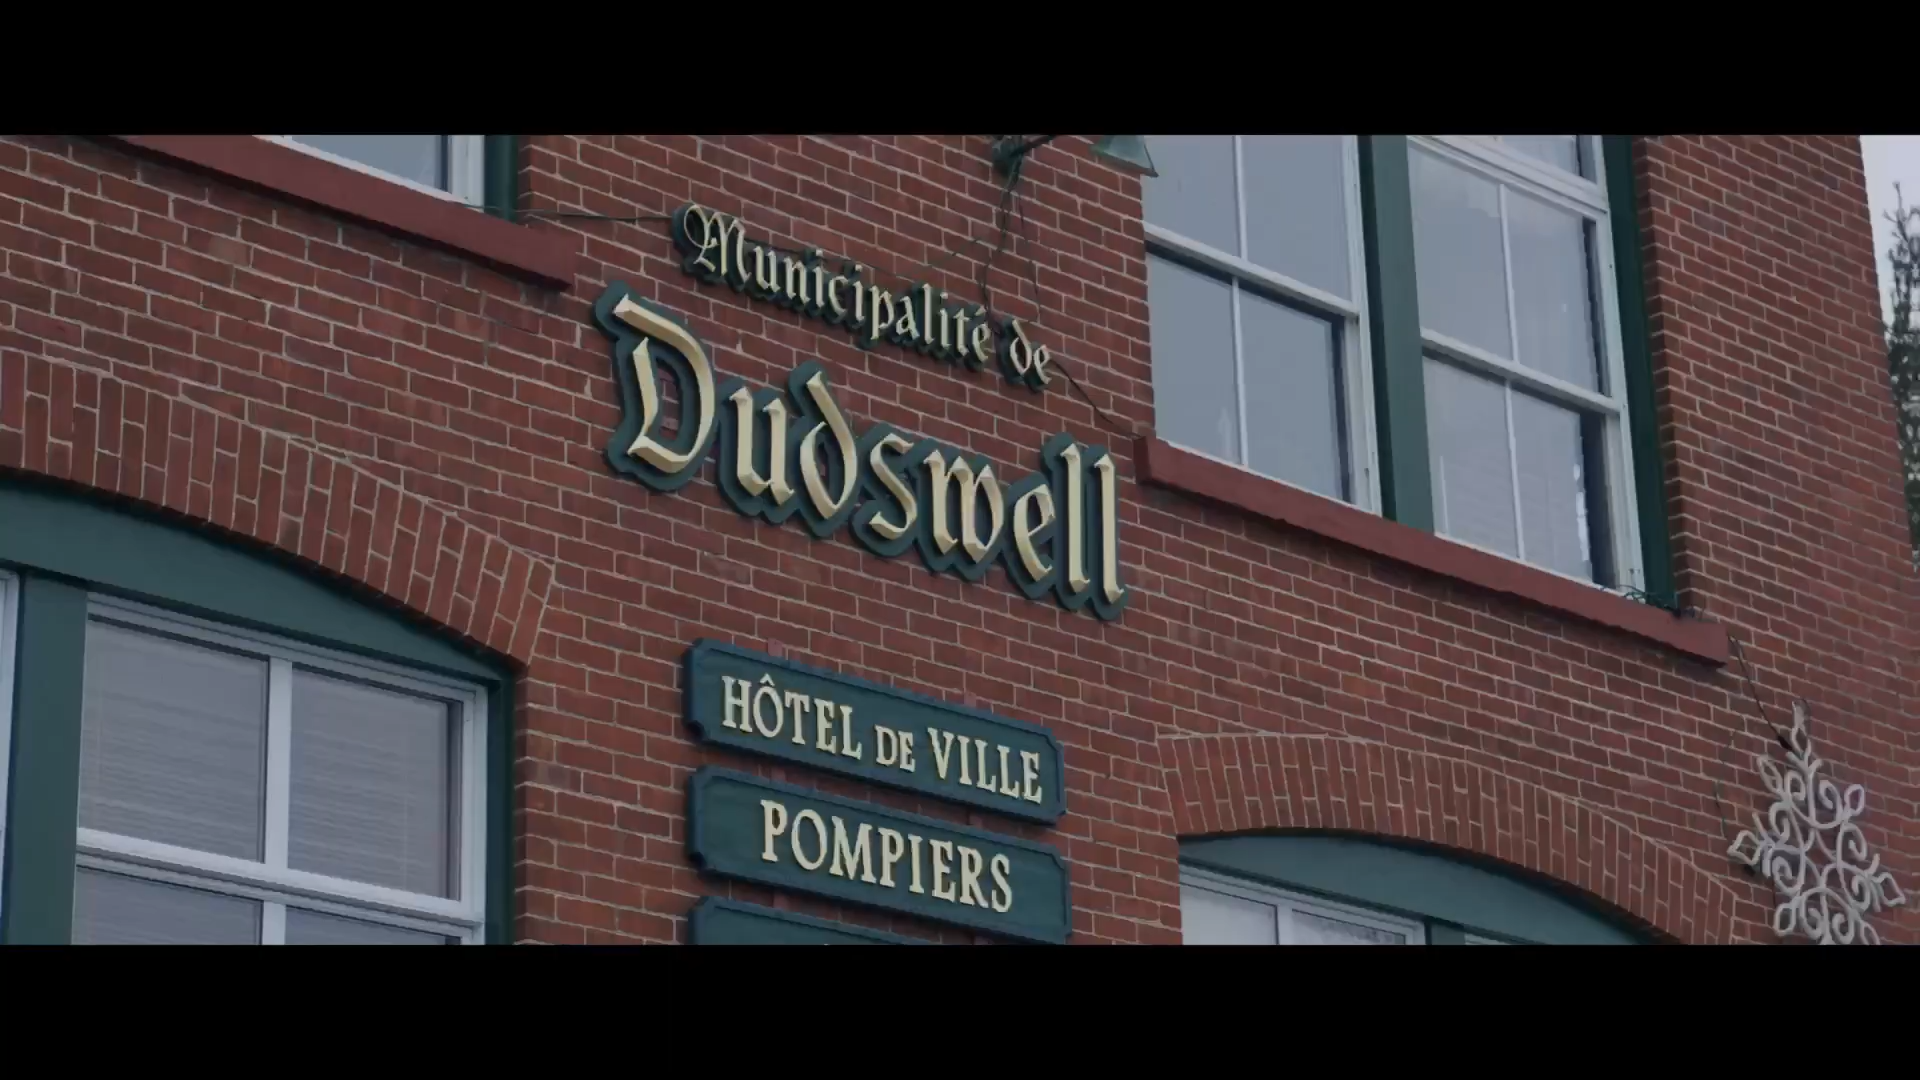 Municipalité de
Dudswell
HÔTEL DE VILLE
POMPIERS